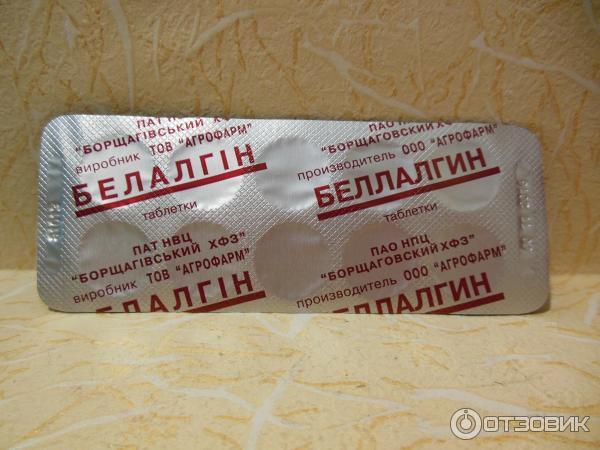 ПАТ НВЦ
"БОРЩАГІВСЬКИЙ ХФЗ"
виробник ТОВ "АГРОФАРМ"
БЕЛАЛГІН
таблетки
ПАО НПЦ
"БОРЩАГОВСКИЙ ХФЗ"
производитель ООО "АГРОФАРМ"
БЕЛЛАЛГИН
таблетки
ПАТ НВЦ
"БОРЩАГІВСЬКИЙ ХФЗ"
виробник ТОВ "АГРОФАРМ"
БЕЛАЛГІН
ПАО НПЦ
"БОРЩАГОВСКИЙ ХФЗ"
производитель ООО "АГРОФАРМ"
БЕЛЛАЛГИН
ОТЗОВИК